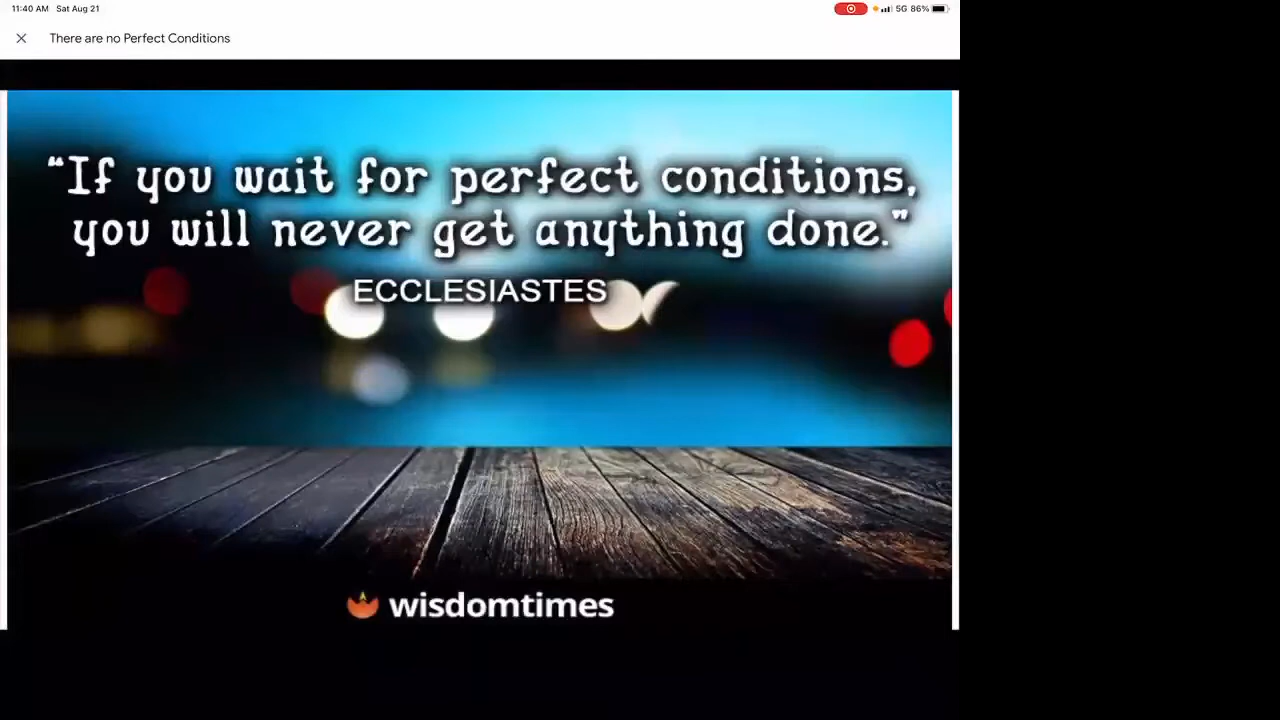 11:40 AM Sat Aug 21
5G 86%
There are no Perfect Conditions
“If you wait for perfect conditions,
you will never get anything done.”
ECCLESIASTES
wisdomtimes